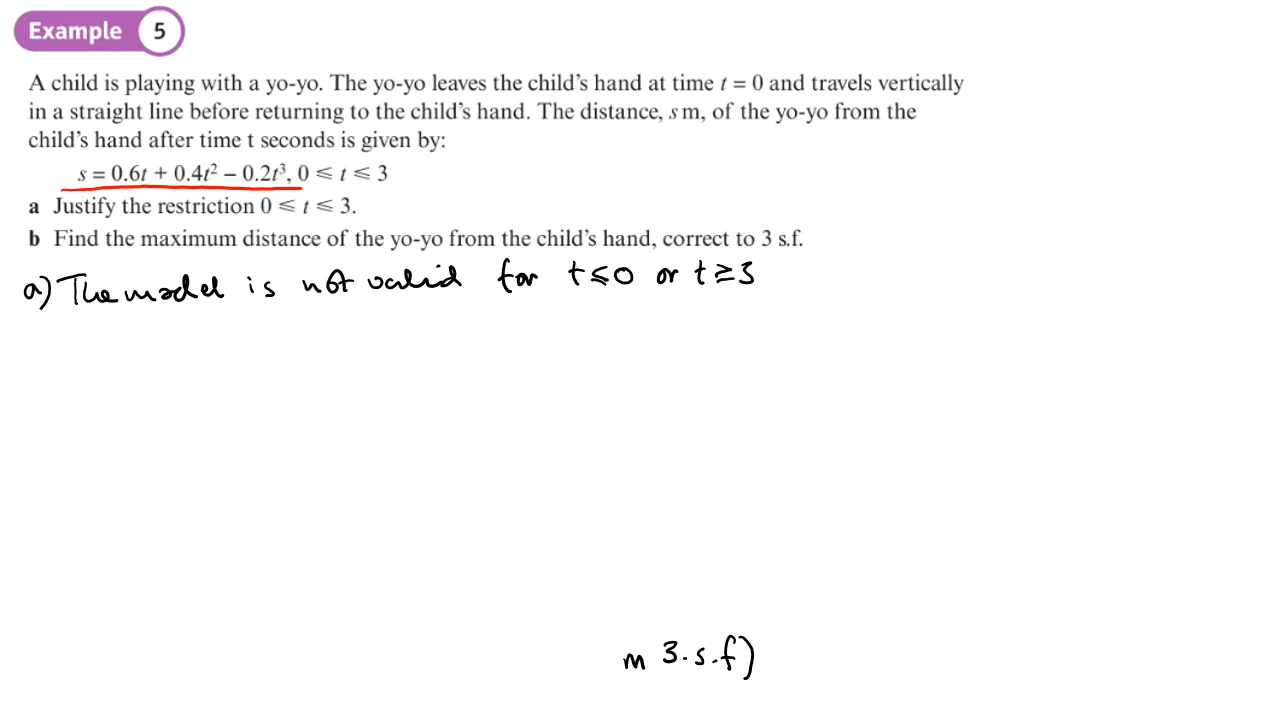 Example 5
A child is playing with a yo-yo. The yo-yo leaves the child's hand at time t = 0 and travels vertically
in a straight line before returning to the child's hand. The distance, s m, of the yo-yo from the
child's hand after time t seconds is given by:
s = 0.6t + 0.4t² – 0.2t³, 0 ⩽ t ⩽ 3
a Justify the restriction 0 ⩽ t ⩽ 3.
b Find the maximum distance of the yo-yo from the child's hand, correct to 3 s.f.
a) The model is not valid for t≤0 or t≥3
m 3.s.f)